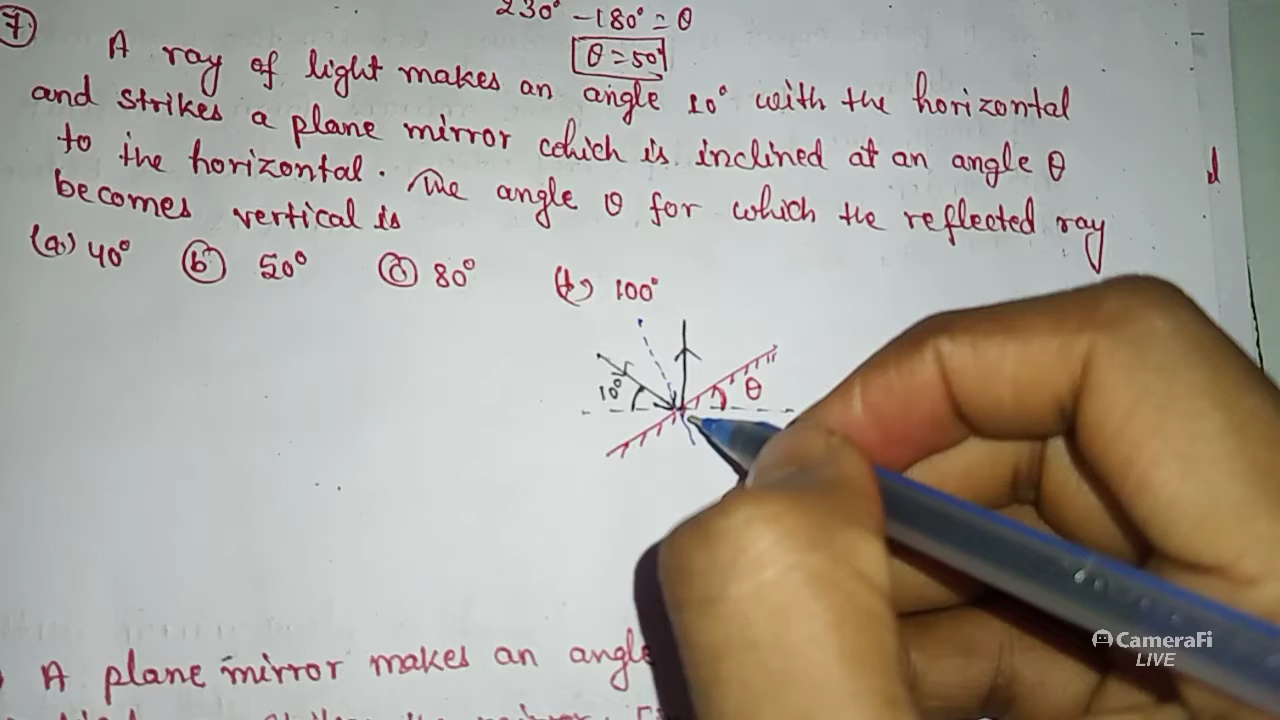 230° -180° = θ
7
θ = 50°
A ray of light makes an angle 10° with the horizontal
and strikes a plane mirror which is inclined at an angle θ
to the horizontal. The angle θ for which the reflected ray
becomes vertical is
(a) 40° (b) 50° (c) 80° (d) 100°
10°
θ
A plane mirror makes an angle
CameraFi
LIVE